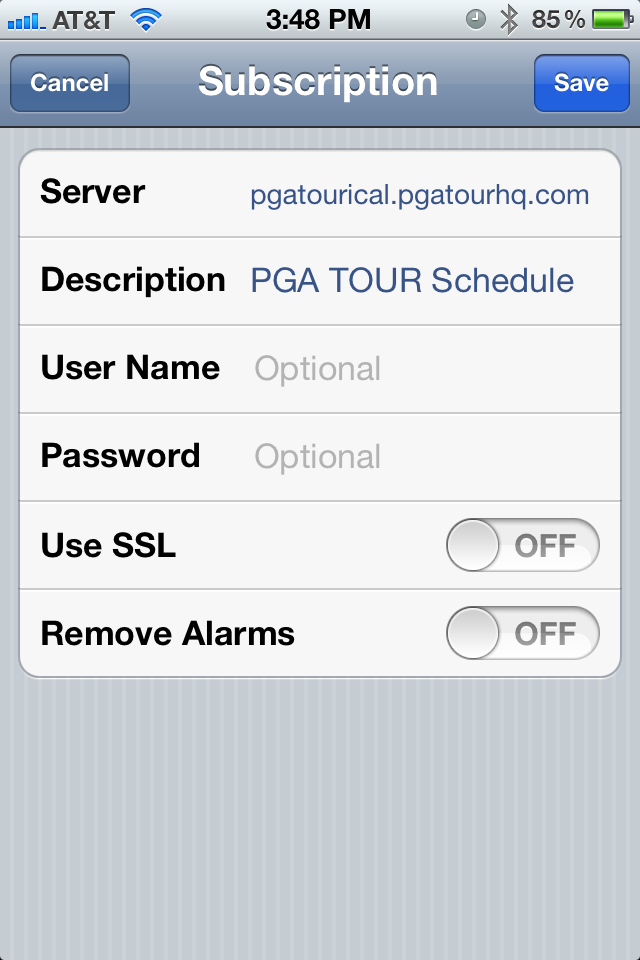 AT&T 3:48 PM 85%
Cancel Subscription Save
Server pgatourical.pgatourhq.com
Description PGA TOUR Schedule
User Name Optional
Password Optional
Use SSL OFF
Remove Alarms OFF